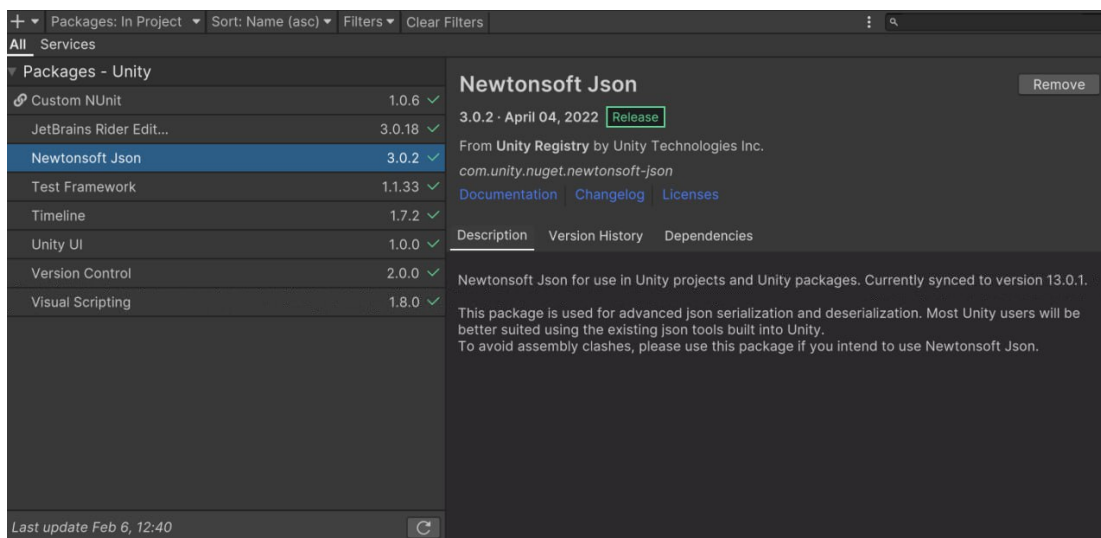 Packages: In Project Sort: Name (asc) Filters Clear Filters
All Services
Packages - Unity
Custom NUnit 1.0.6
JetBrains Rider Edit... 3.0.18
Newtonsoft Json 3.0.2
Test Framework 1.1.33
Timeline 1.7.2
Unity UI 1.0.0
Version Control 2.0.0
Visual Scripting 1.8.0
Last update Feb 6, 12:40
Newtonsoft Json Remove
3.0.2 · April 04, 2022 Release
From Unity Registry by Unity Technologies Inc.
com.unity.nuget.newtonsoft-json
Documentation Changelog Licenses
Description Version History Dependencies
Newtonsoft Json for use in Unity projects and Unity packages. Currently synced to version 13.0.1.
This package is used for advanced json serialization and deserialization. Most Unity users will be
better suited using the existing json tools built into Unity.
To avoid assembly clashes, please use this package if you intend to use Newtonsoft Json.